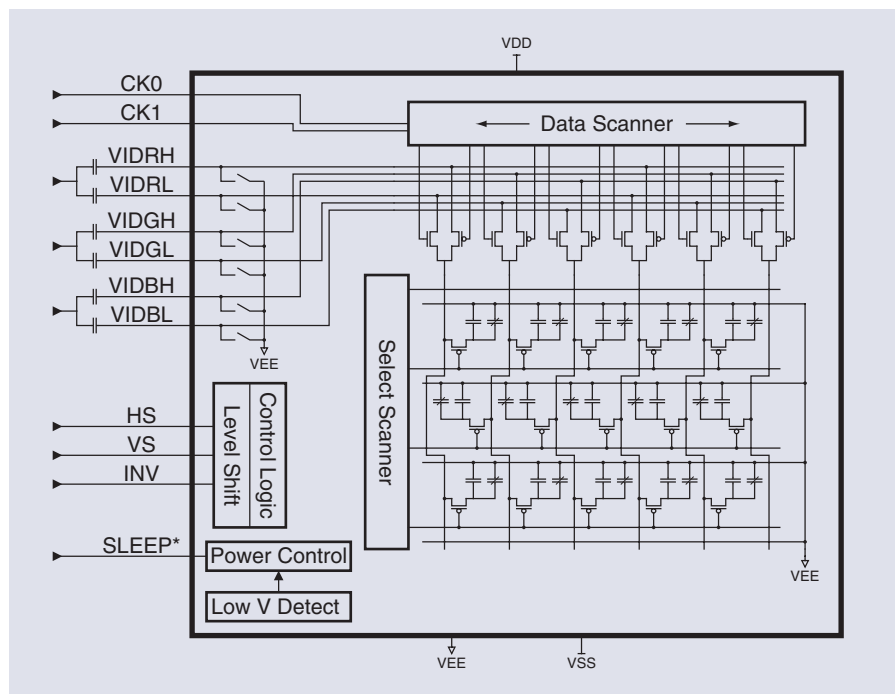 VDD
CK0
CK1
Data Scanner
VIDRH
VIDRL
VIDGH
VIDGL
VIDBH
VIDBL
VEE
Select Scanner
HS
VS
INV
Level Shift
Control Logic
SLEEP*
Power Control
Low V Detect
VEE
VEE
VSS